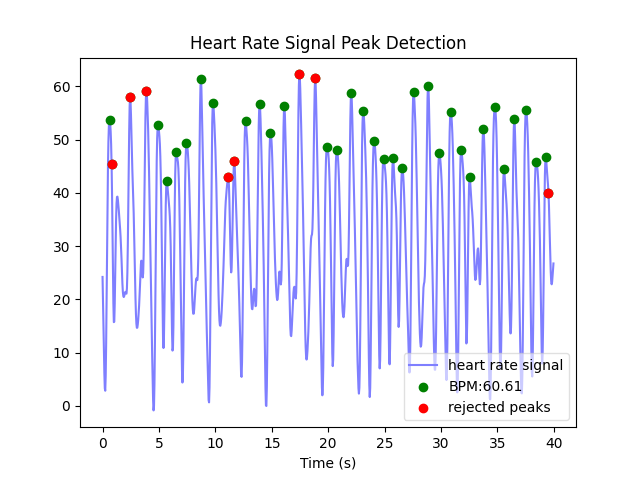 Heart Rate Signal Peak Detection
60
50
40
30
20
10
0
heart rate signal
BPM:60.61
rejected peaks
0 5 10 15 20 25 30 35 40
Time (s)